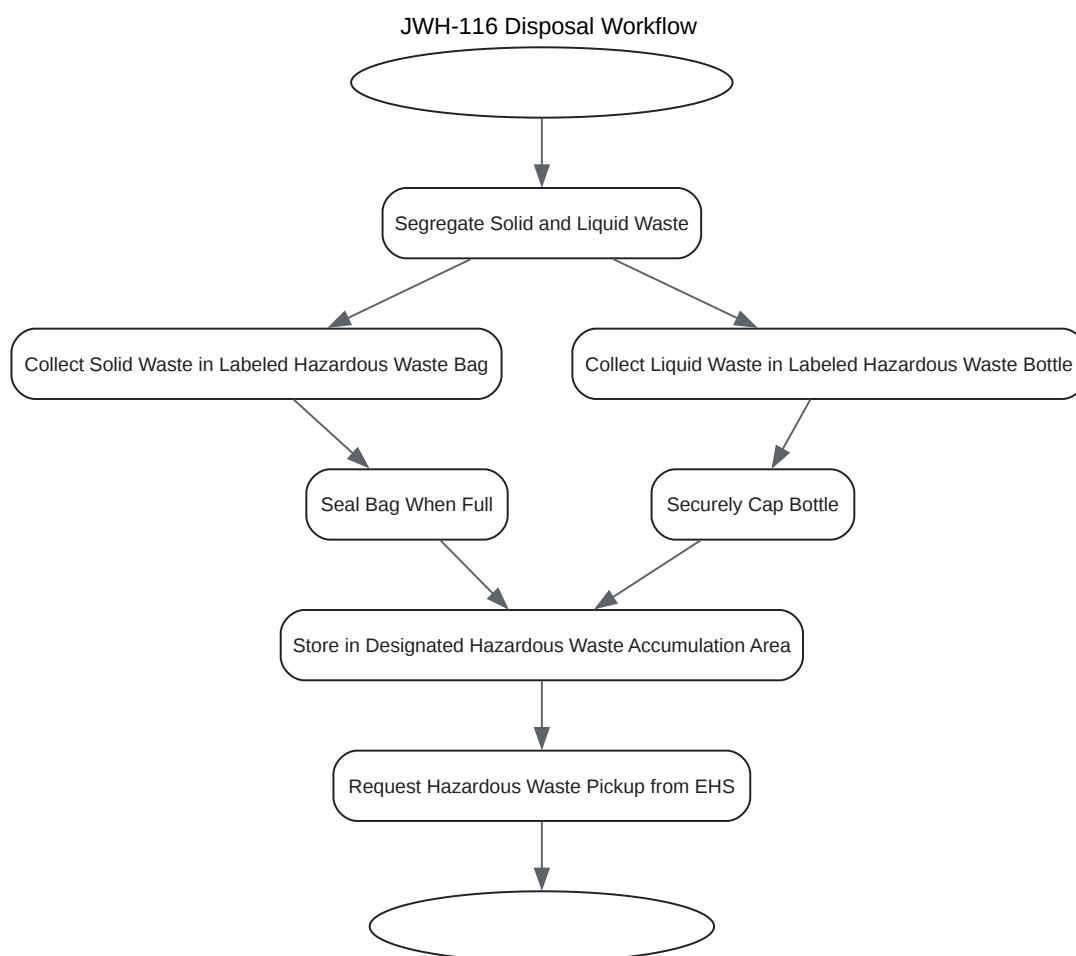 JWH-116 Disposal Workflow
Segregate Solid and Liquid Waste
Collect Solid Waste in Labeled Hazardous Waste Bag
Collect Liquid Waste in Labeled Hazardous Waste Bottle
Seal Bag When Full
Securely Cap Bottle
Store in Designated Hazardous Waste Accumulation Area
Request Hazardous Waste Pickup from EHS